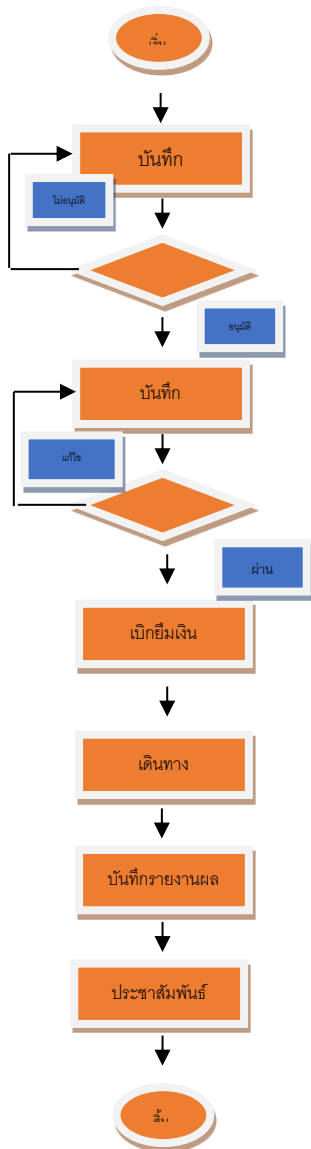 เริ่ม
บันทึก
ไม่อนุมัติ
อนุมัติ
บันทึก
แก้ไข
ผ่าน
เบิกยืมเงิน
เดินทาง
บันทึกรายงานผล
ประชาสัมพันธ์